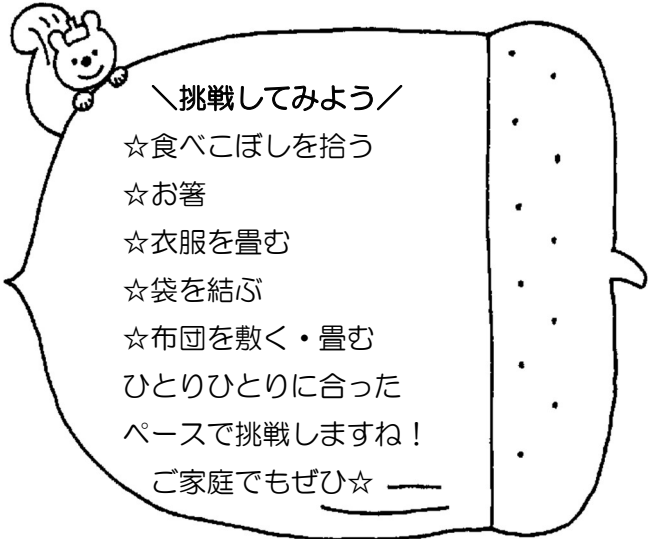 ＼挑戦してみよう／
☆食べこぼしを拾う
☆お箸
☆衣服を畳む
☆袋を結ぶ
☆布団を敷く・畳む
ひとりひとりに合った
ペースで挑戦しますね！
ご家庭でもぜひ☆